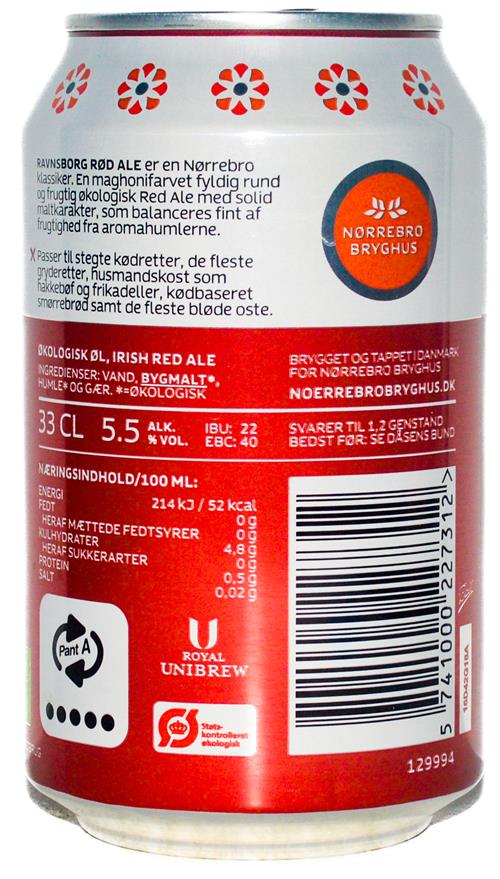 RAVNSBORG RØD ALE er en Nørrebro
klassiker. En maghonifarvet fyldig rund
og frugtig økologisk Red Ale med solid
maltkarakter, som balanceres fint af
frugtighed fra aromahumlerne.
Passer til stegte kødretter, de fleste
gryderetter, husmandskost som
hakkebøf og frikadeller, kødbaseret
smørrebrød samt de fleste bløde oste.
NØRREBRO
BRYGHUS
ØKOLOGISK ØL, IRISH RED ALE
INGREDIENSER: VAND, BYGMALT*,
HUMLE* OG GÆR. *=ØKOLOGISK
BRYGGET OG TAPPET I DANMARK
FOR NØRREBRO BRYGHUS
NOERREBROBRYGHUS.DK
33 CL 5.5 ALK.
% VOL.
IBU: 22
EBC: 40
SVARER TIL 1,2 GENSTAND
BEDST FØR: SE DÅSENS BUND
NÆRINGSINDHOLD/100 ML:
ENERGI 214 kJ / 52 kcal
FEDT 0 g
HERAF MÆTTEDE FEDTSYRER 0 g
KULHYDRATER 4,8 g
HERAF SUKKERARTER 0 g
PROTEIN 0,5 g
SALT 0,02 g
Pant A
ROYAL
UNIBREW
Ø
Stats-
kontrolleret
økologisk
5 741000 227312 >
16D42G18A
129994